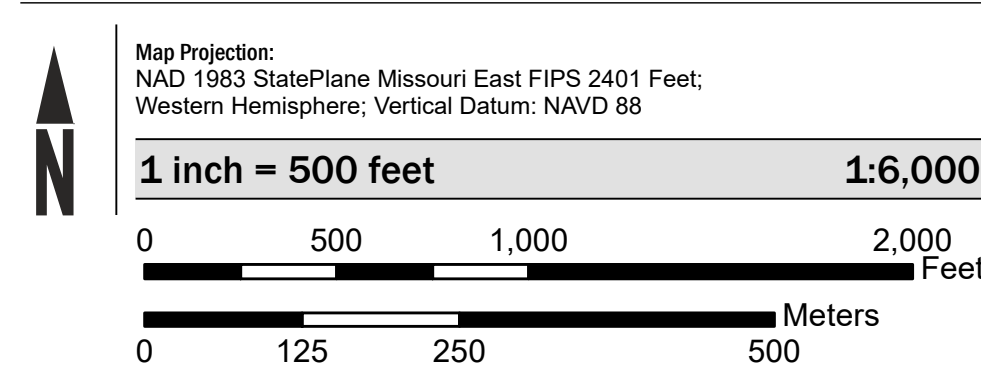 N
Map Projection:
NAD 1983 StatePlane Missouri East FIPS 2401 Feet;
Western Hemisphere; Vertical Datum: NAVD 88
1 inch = 500 feet 1:6,000
0 500 1,000 2,000
Feet
Meters
0 125 250 500